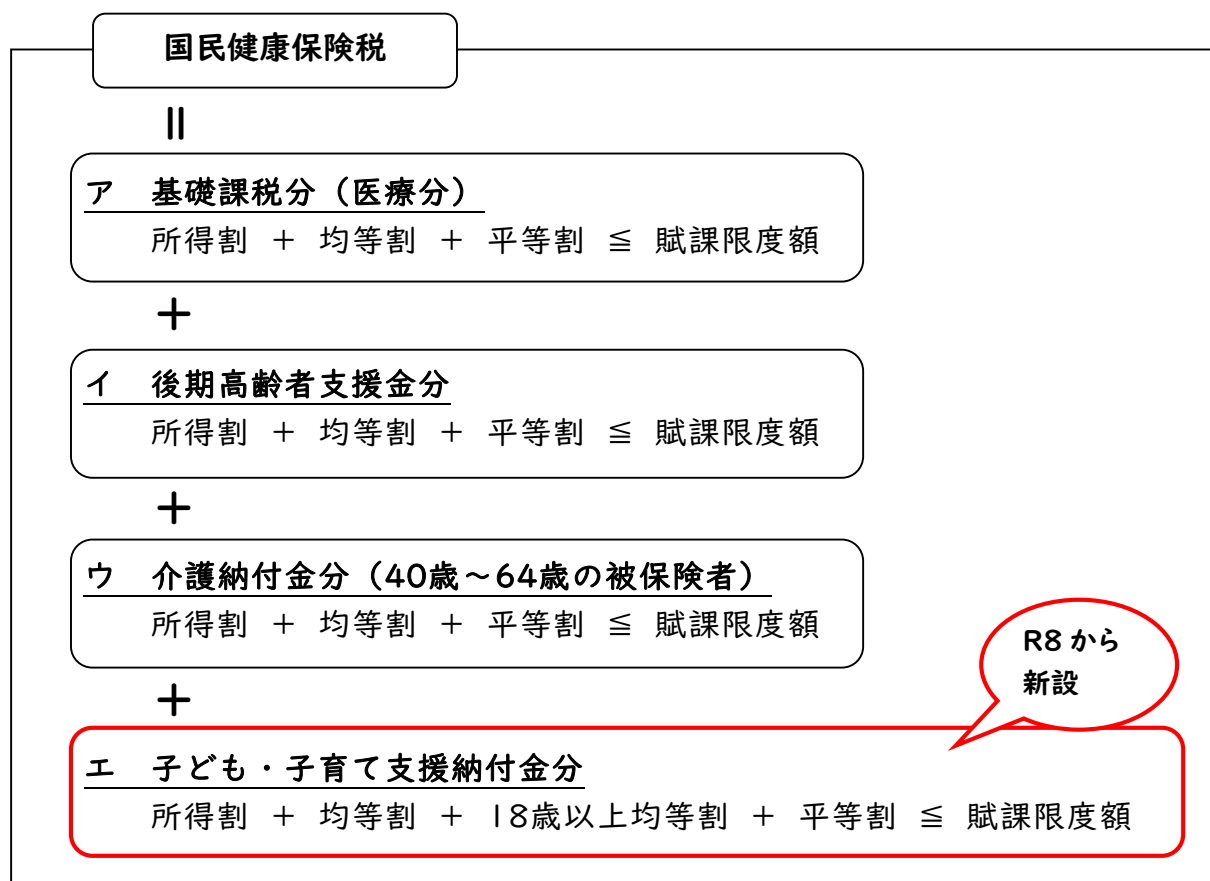 国民健康保険税
＝
ア 基礎課税分（医療分）
所得割 ＋ 均等割 ＋ 平等割 ≦ 賦課限度額
＋
イ 後期高齢者支援金分
所得割 ＋ 均等割 ＋ 平等割 ≦ 賦課限度額
＋
ウ 介護納付金分（40歳～64歳の被保険者）
所得割 ＋ 均等割 ＋ 平等割 ≦ 賦課限度額
＋
R8から
新設
エ 子ども・子育て支援納付金分
所得割 ＋ 均等割 ＋ 18歳以上均等割 ＋ 平等割 ≦ 賦課限度額